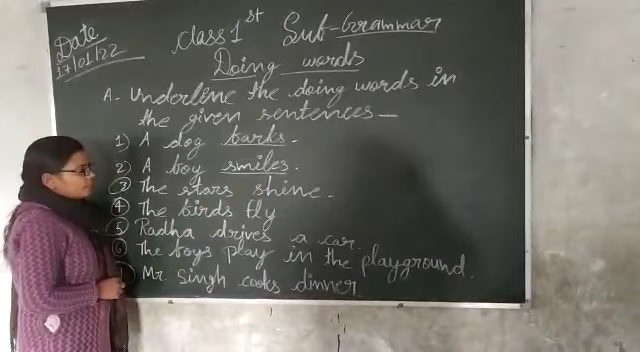 Date
17/01/22
Class 1st Sub-Grammar
Doing words
A- Underline the doing words in
the given sentences-
1) A dog barks.
2) A boy smiles.
3 The stars shine.
4 The birds fly
5 Radha drives a car.
6 The boys play in the playground.
Mr. Singh cooks dinner.